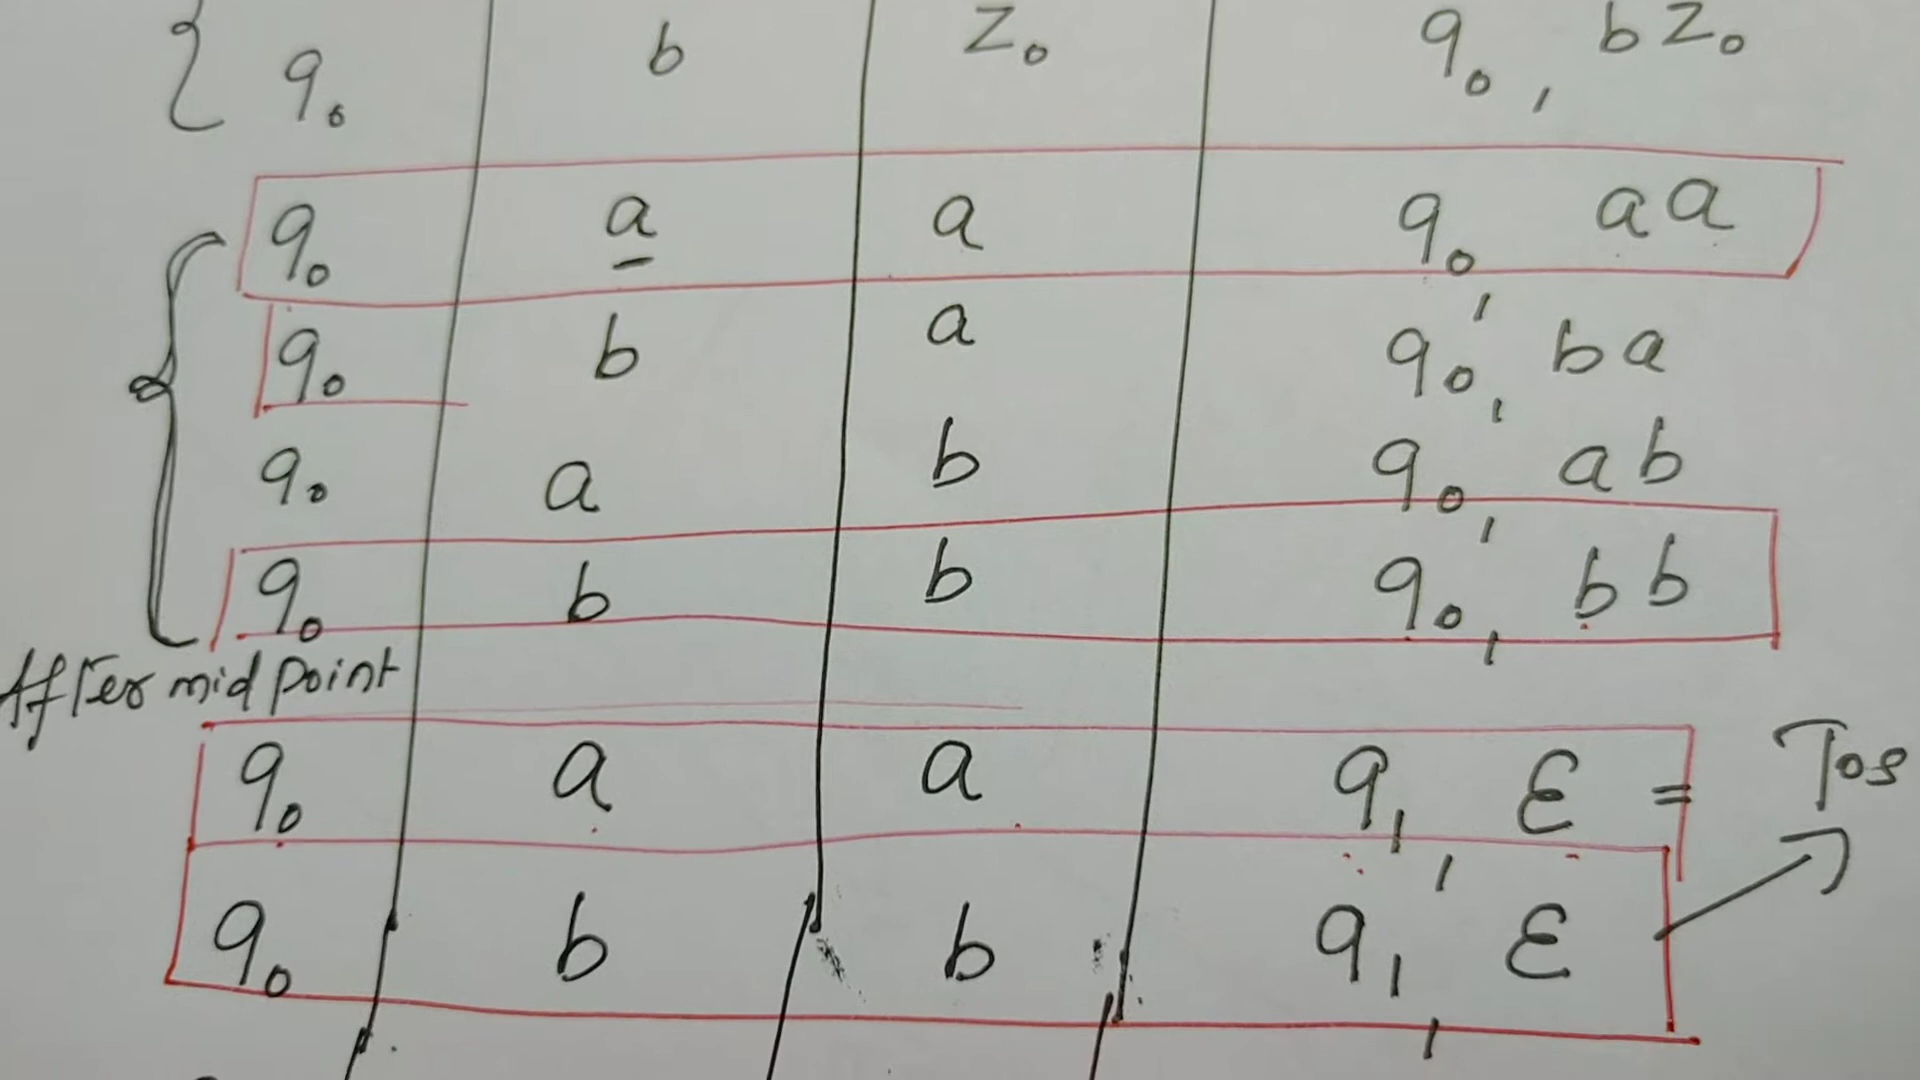 q₀ b Z₀ q₀, bZ₀
q₀ a a q₀, aa
q₀ b a q₀, ba
q₀ a b q₀, ab
q₀ b b q₀, bb
After mid point
q₀ a a q₁, ε =
Tos
q₀ b b q₁, ε